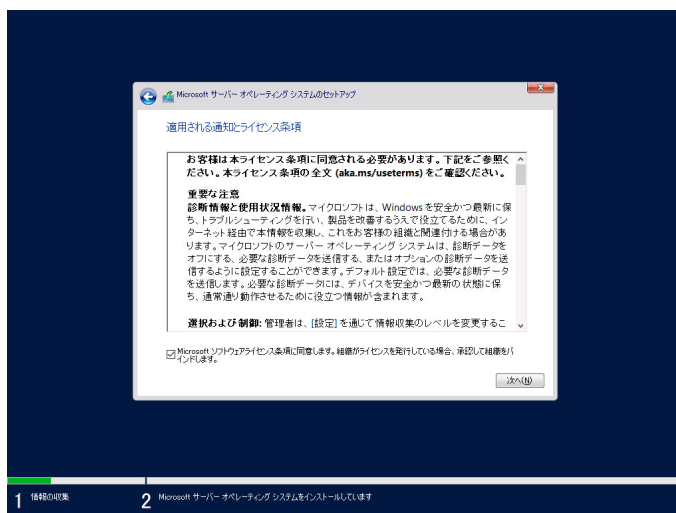 Microsoft サーバー オペレーティング システムのセットアップ
適用される通知とライセンス条項
お客様は本ライセンス条項に同意される必要があります。下記をご参照く
ださい。本ライセンス条項の全文 (aka.ms/useterms) をご確認ください。
重要な注意
診断情報と使用状況情報。マイクロソフトは、Windows を安全かつ最新に保
ち、トラブルシューティングを行い、製品を改善するうえで役立てるために、イン
ターネット経由で本情報を収集し、これをお客様の組織と関連付ける場合があ
ります。マイクロソフトのサーバー オペレーティング システムは、診断データを
オフにする、必要な診断データを送信する、またはオプションの診断データを送
信するように設定することができます。デフォルト設定では、必要な診断データ
を送信します。必要な診断データには、デバイスを安全かつ最新の状態に保
ち、通常通り動作させるために役立つ情報が含まれます。
選択および制御: 管理者は、[設定] を通じて情報収集のレベルを変更するこ
Microsoft ソフトウェアライセンス条項に同意します。組織がライセンスを発行している場合、承認して組織をバ
インドします。
次へ(N)
1 情報の収集
2 Microsoft サーバー オペレーティング システムをインストールしています